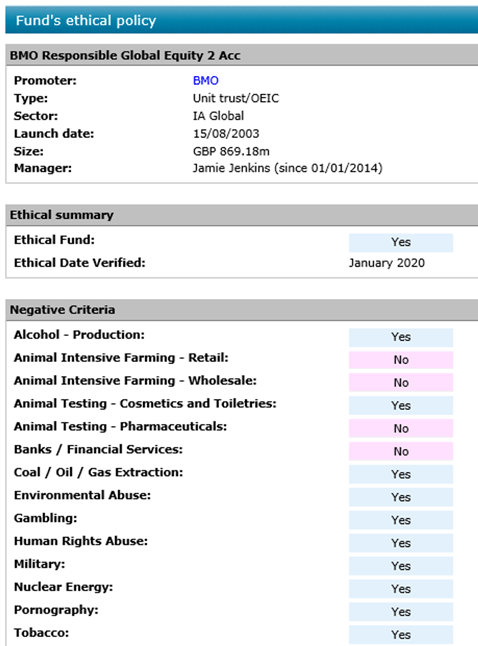 Fund's ethical policy
BMO Responsible Global Equity 2 Acc
Promoter: BMO
Type: Unit trust/OEIC
Sector: IA Global
Launch date: 15/08/2003
Size: GBP 869.18m
Manager: Jamie Jenkins (since 01/01/2014)
Ethical summary
Ethical Fund: Yes
Ethical Date Verified: January 2020
Negative Criteria
Alcohol - Production: Yes
Animal Intensive Farming - Retail: No
Animal Intensive Farming - Wholesale: No
Animal Testing - Cosmetics and Toiletries: Yes
Animal Testing - Pharmaceuticals: No
Banks / Financial Services: No
Coal / Oil / Gas Extraction: Yes
Environmental Abuse: Yes
Gambling: Yes
Human Rights Abuse: Yes
Military: Yes
Nuclear Energy: Yes
Pornography: Yes
Tobacco: Yes